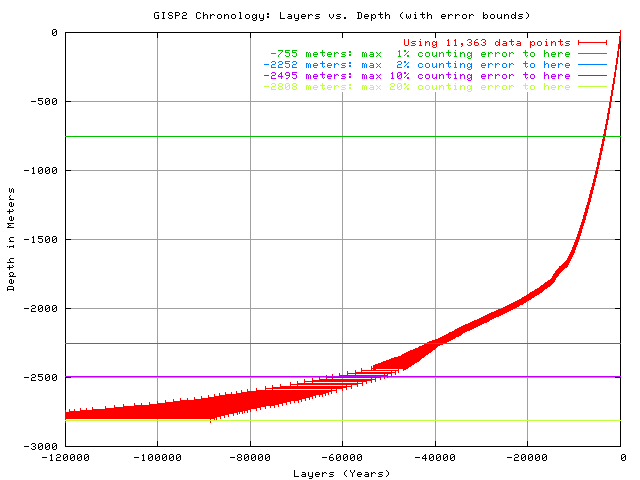 GISP2 Chronology: Layers vs. Depth (with error bounds)
Using 11,363 data points
-755 meters: max 1% counting error to here
-2252 meters: max 2% counting error to here
-2495 meters: max 10% counting error to here
-2808 meters: max 20% counting error to here
0
-500
-1000
-1500
-2000
-2500
-3000
Depth in Meters
-120000 -100000 -80000 -60000 -40000 -20000 0
Layers (Years)